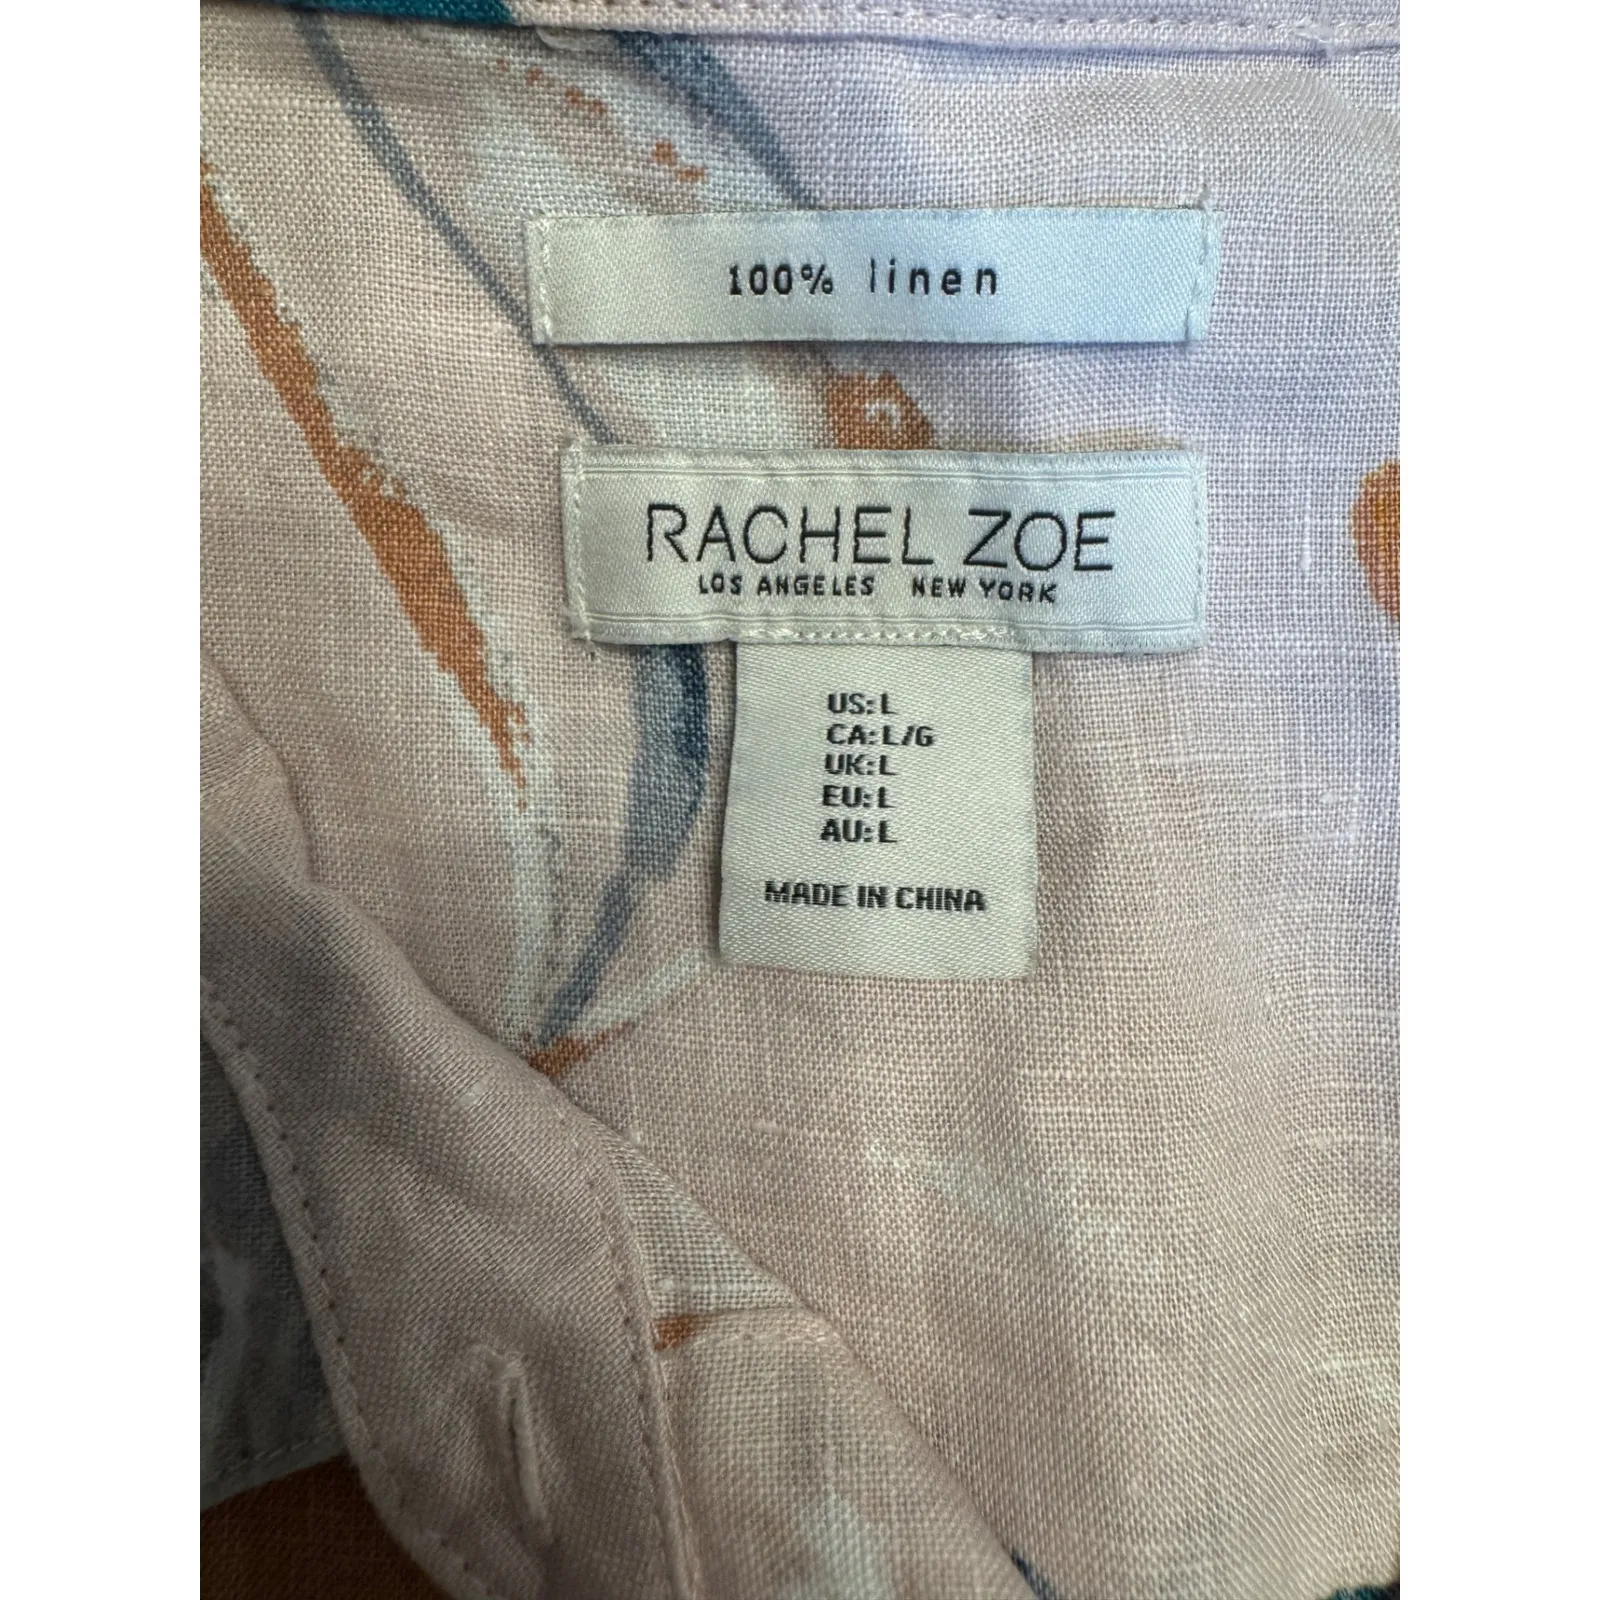 100% linen
RACHEL ZOE
LOS ANGELES NEW YORK
US: L
CA: L/G
UK: L
EU: L
AU: L
MADE IN CHINA